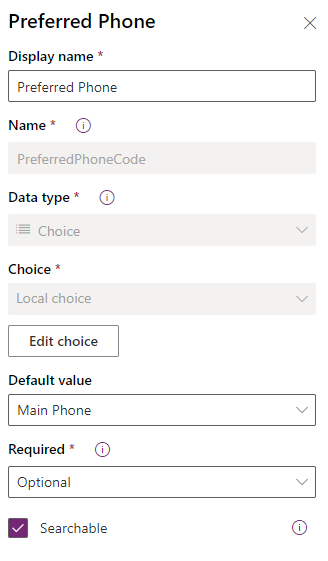 Preferred Phone
Display name *
Preferred Phone
Name *
PreferredPhoneCode
Data type *
Choice
Choice *
Local choice
Edit choice
Default value
Main Phone
Required *
Optional
Searchable